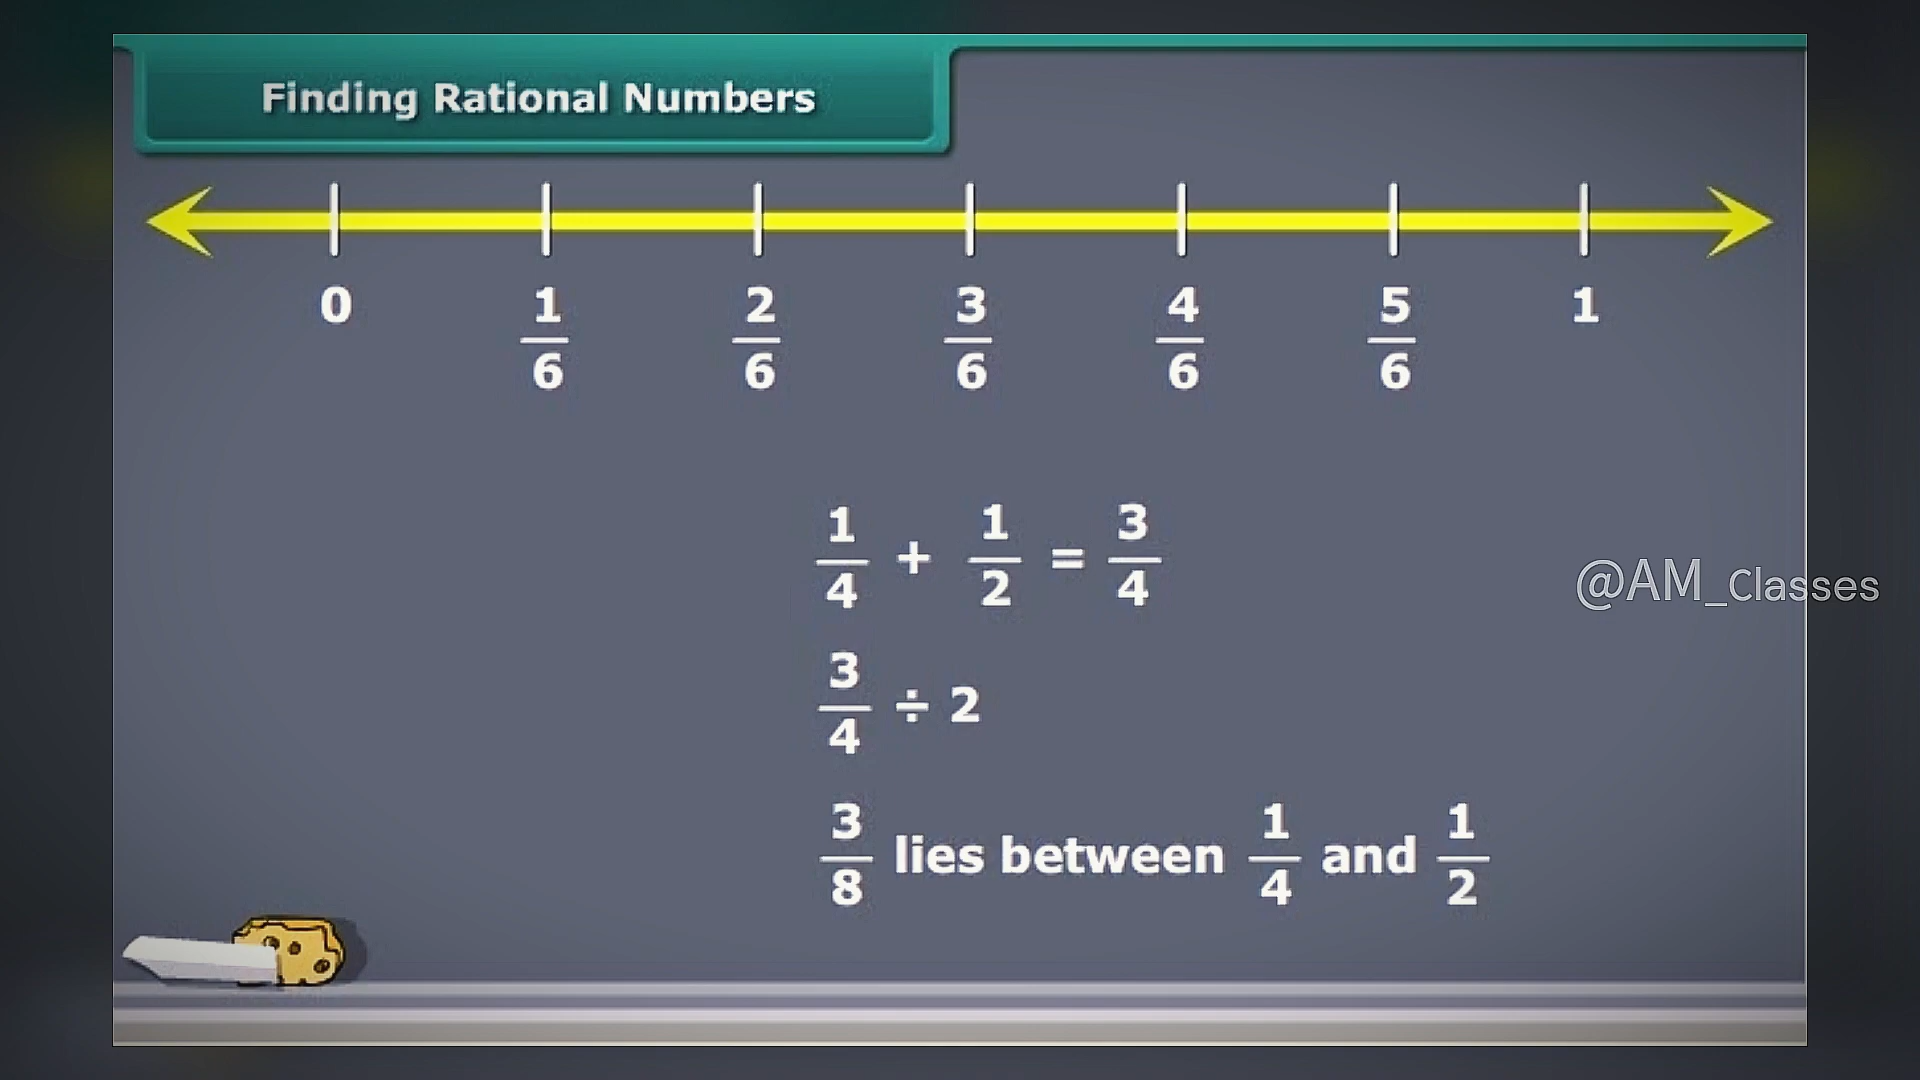 Finding Rational Numbers
0 1/6 2/6 3/6 4/6 5/6 1
1/4 + 1/2 = 3/4
@AM_Classes
3/4 ÷ 2
3/8 lies between 1/4 and 1/2